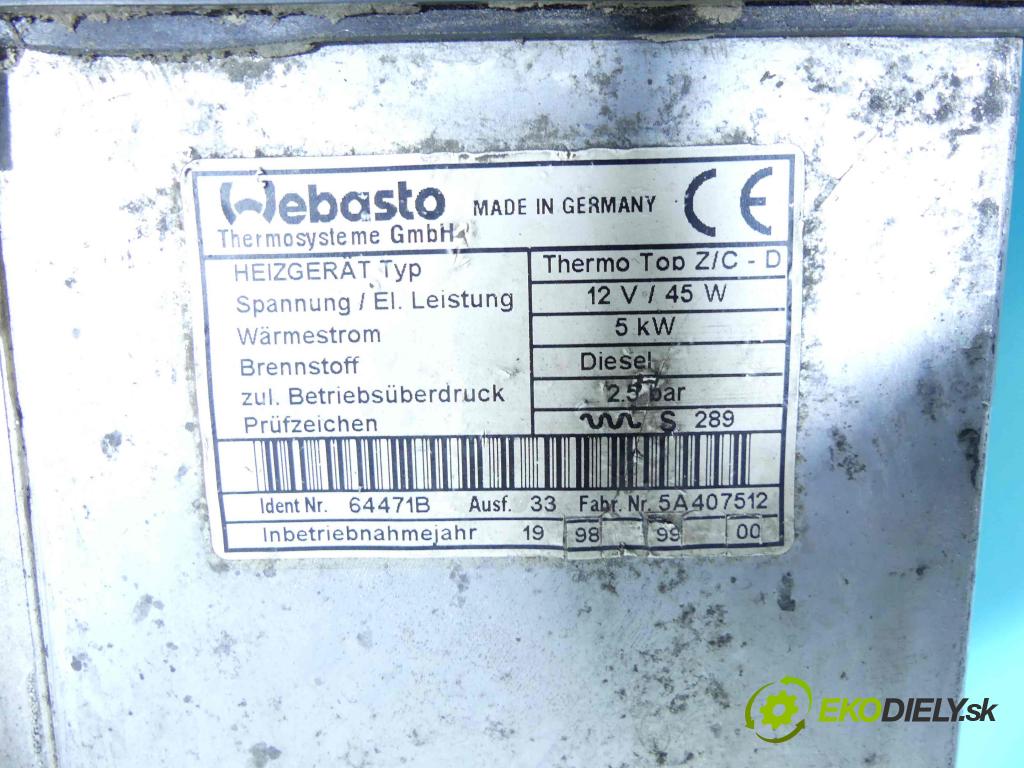 Webasto MADE IN GERMANY CE
Thermosysteme GmbH
HEIZGERÄT Typ Thermo Top Z/C - D
Spannung / El. Leistung 12 V / 45 W
Wärmestrom 5 kW
Brennstoff Diesel
zul. Betriebsüberdruck 2.5 bar
Prüfzeichen S 289
Ident Nr. 64471B Ausf. 33 Fabr. Nr. 5A407512
Inbetriebnahmejahr 19 98 99 00
EKODIELY.sk